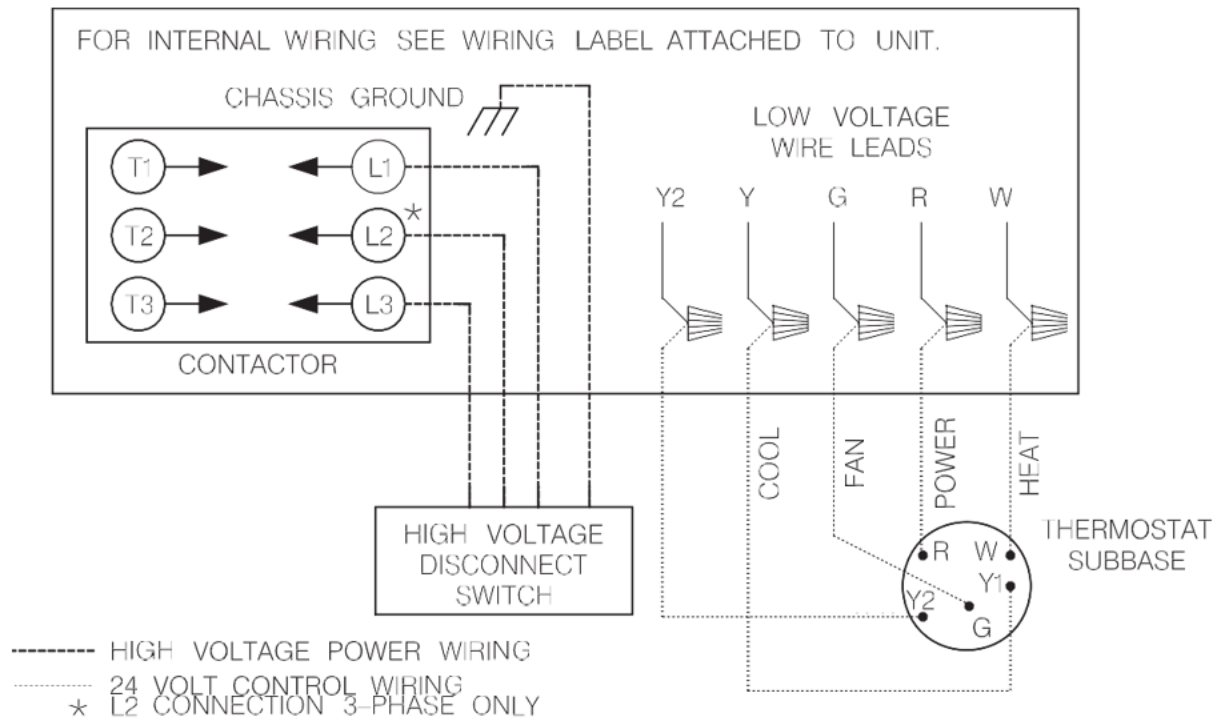 FOR INTERNAL WIRING SEE WIRING LABEL ATTACHED TO UNIT.
CHASSIS GROUND
LOW VOLTAGE
WIRE LEADS
T1
L1
T2
L2
*
T3
L3
CONTACTOR
Y2
Y
G
R
W
COOL
FAN
POWER
HEAT
HIGH VOLTAGE
DISCONNECT
SWITCH
THERMOSTAT
SUBBASE
R
W
Y1
Y2
G
HIGH VOLTAGE POWER WIRING
24 VOLT CONTROL WIRING
* L2 CONNECTION 3-PHASE ONLY